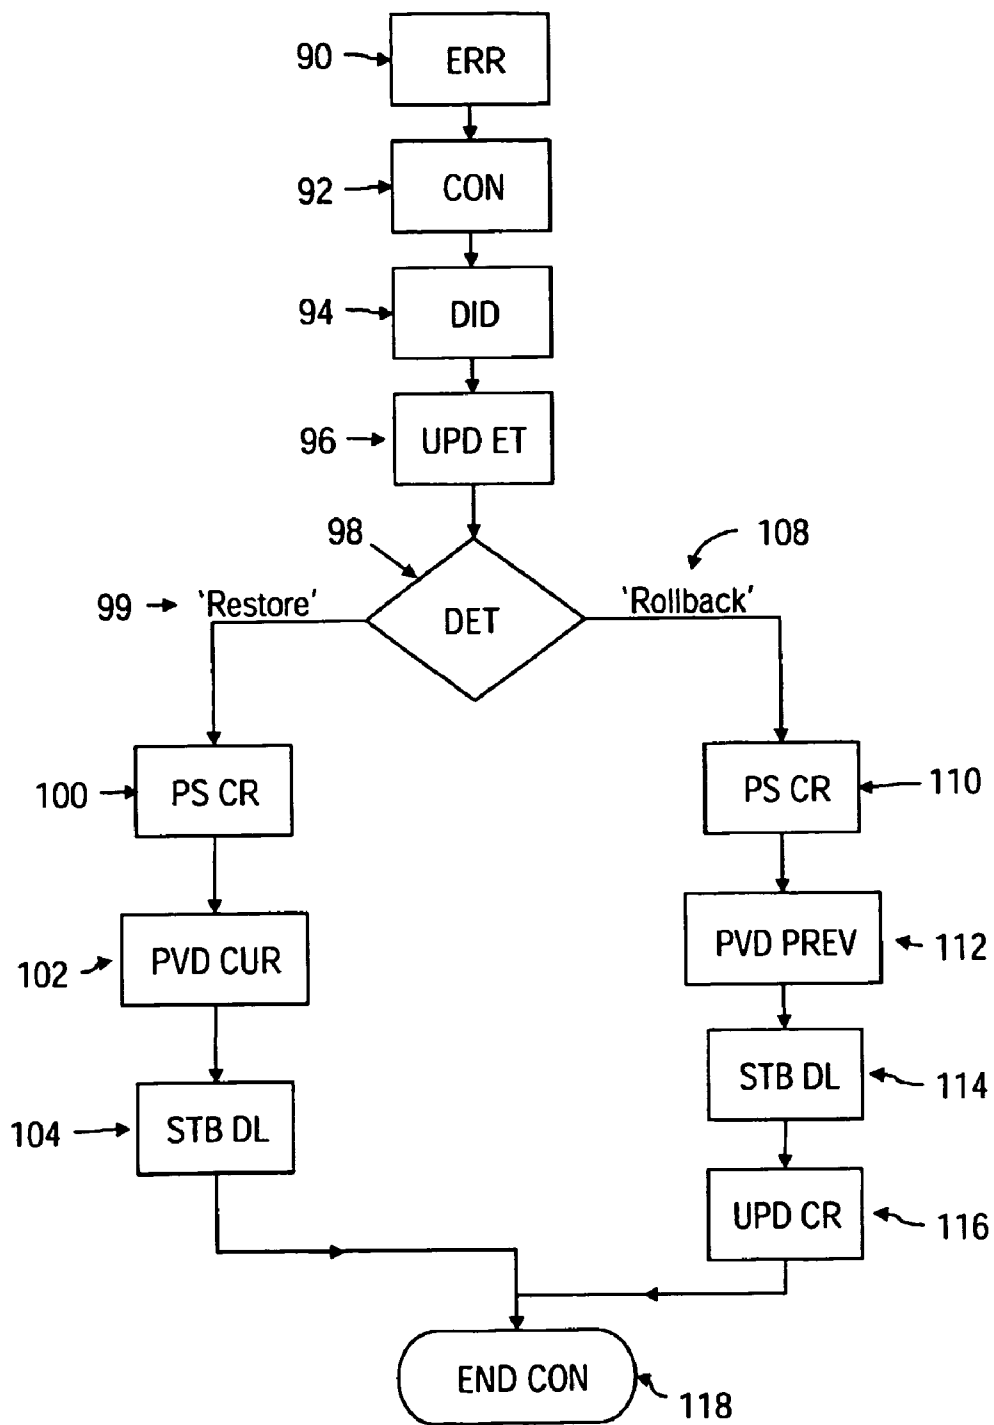 90 ERR
92 CON
94 DID
96 UPD ET
98
108
99 'Restore'
'Rollback'
DET
100 PS CR
PS CR 110
102 PVD CUR
PVD PREV 112
104 STB DL
STB DL 114
UPD CR 116
END CON
118